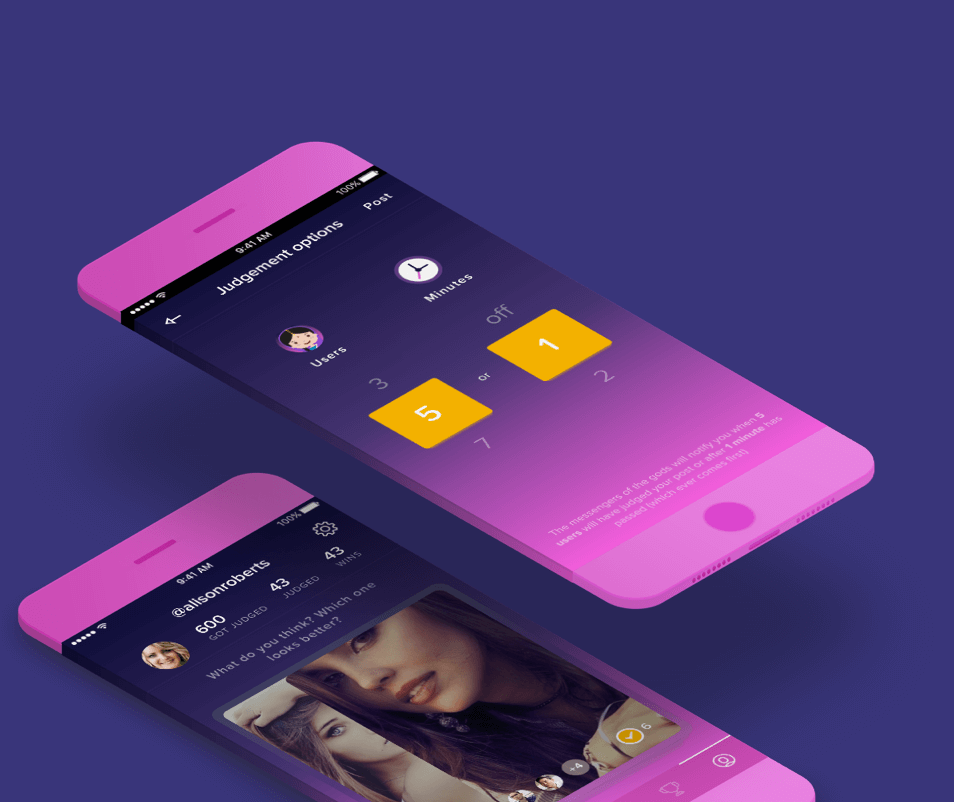 9:41 AM
100%
Judgement options
Post
Users
Minutes
3
off
5
or
1
7
2
The messengers of the gods will notify you when 5
users will have judged your post or after 1 minute has
passed (which ever comes first)
9:41 AM
100%
@alisonroberts
600
GOT JUDGED
43
JUDGED
43
WINS
What do you think? Which one
looks better?
+4
6